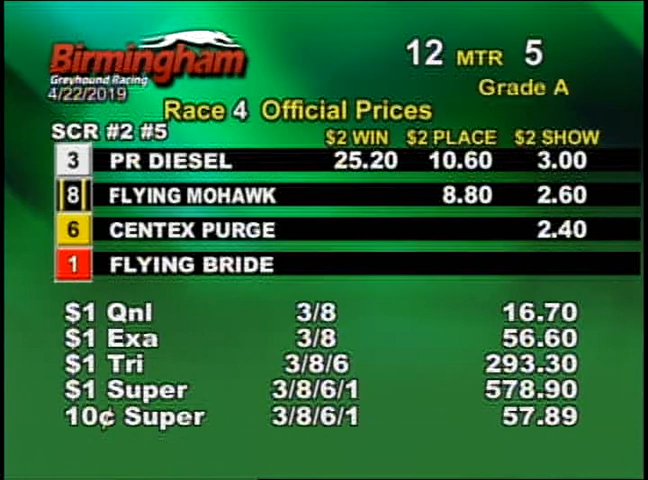 Birmingham
Greyhound Racing
4/22/2019
12 MTR 5
Grade A
Race 4 Official Prices
SCR #2 #5
$2 WIN $2 PLACE $2 SHOW
3 PR DIESEL 25.20 10.60 3.00
8 FLYING MOHAWK 8.80 2.60
6 CENTEX PURGE 2.40
1 FLYING BRIDE
$1 Qnl 3/8 16.70
$1 Exa 3/8 56.60
$1 Tri 3/8/6 293.30
$1 Super 3/8/6/1 578.90
10¢ Super 3/8/6/1 57.89